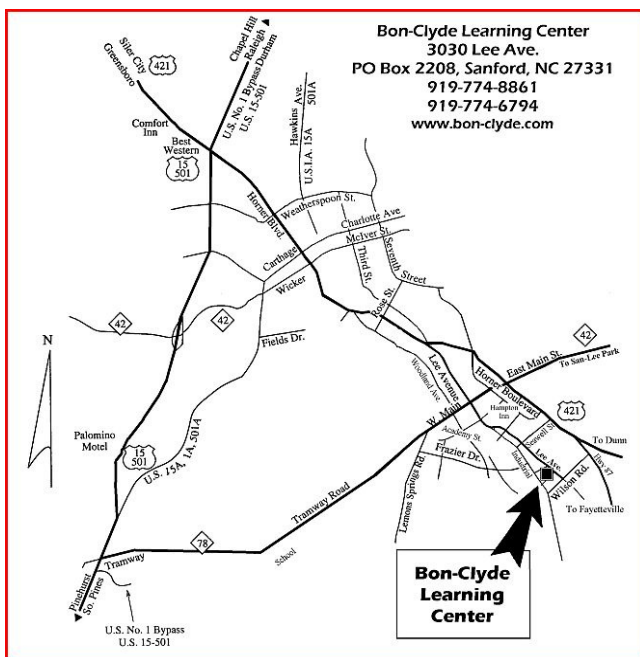 Bon-Clyde Learning Center
3030 Lee Ave.
PO Box 2208, Sanford, NC 27331
919-774-8861
919-774-6794
www.bon-clyde.com
Siler City
Greensboro
421
Chapel Hill
Raleigh
Durham
U.S. No. 1 Bypass
U.S. 15-501
Comfort
Inn
Best
Western
15
501
Hawkins Ave.
U.S.I.A. 15A
501A
Horner Blvd.
Weatherspoon St.
Charlotte Ave
McIver St.
Carthage
Wicker
Third St.
Seventh
Street
Rose St.
42
42
Fields Dr.
N
Lee Avenue
Woodland Ave.
East Main St.
42
To San-Lee Park
Horner Boulevard
Hampton
Inn
421
W. Main
Academy St.
Seawell St.
To Dunn
Palomino
Motel
15
501
U.S. 15A, 1A, 501A
Frazier Dr.
Industrial
Lee Ave.
Hwy 87
Wilson Rd.
Lemons Springs Rd.
To Fayetteville
Tramway Road
78
School
Tramway
Pinehurst
So. Pines
U.S. No. 1 Bypass
U.S. 15-501
Bon-Clyde
Learning
Center